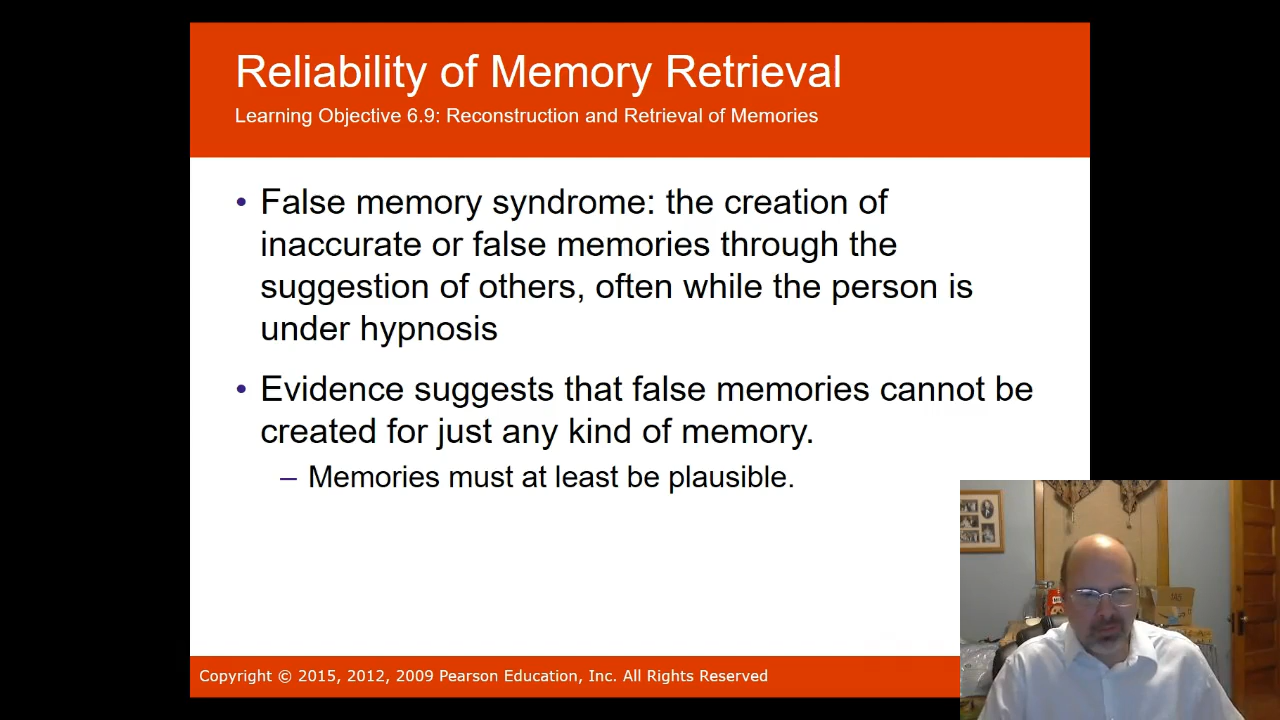 Reliability of Memory Retrieval
Learning Objective 6.9: Reconstruction and Retrieval of Memories
• False memory syndrome: the creation of
inaccurate or false memories through the
suggestion of others, often while the person is
under hypnosis
• Evidence suggests that false memories cannot be
created for just any kind of memory.
– Memories must at least be plausible.
Copyright © 2015, 2012, 2009 Pearson Education, Inc. All Rights Reserved